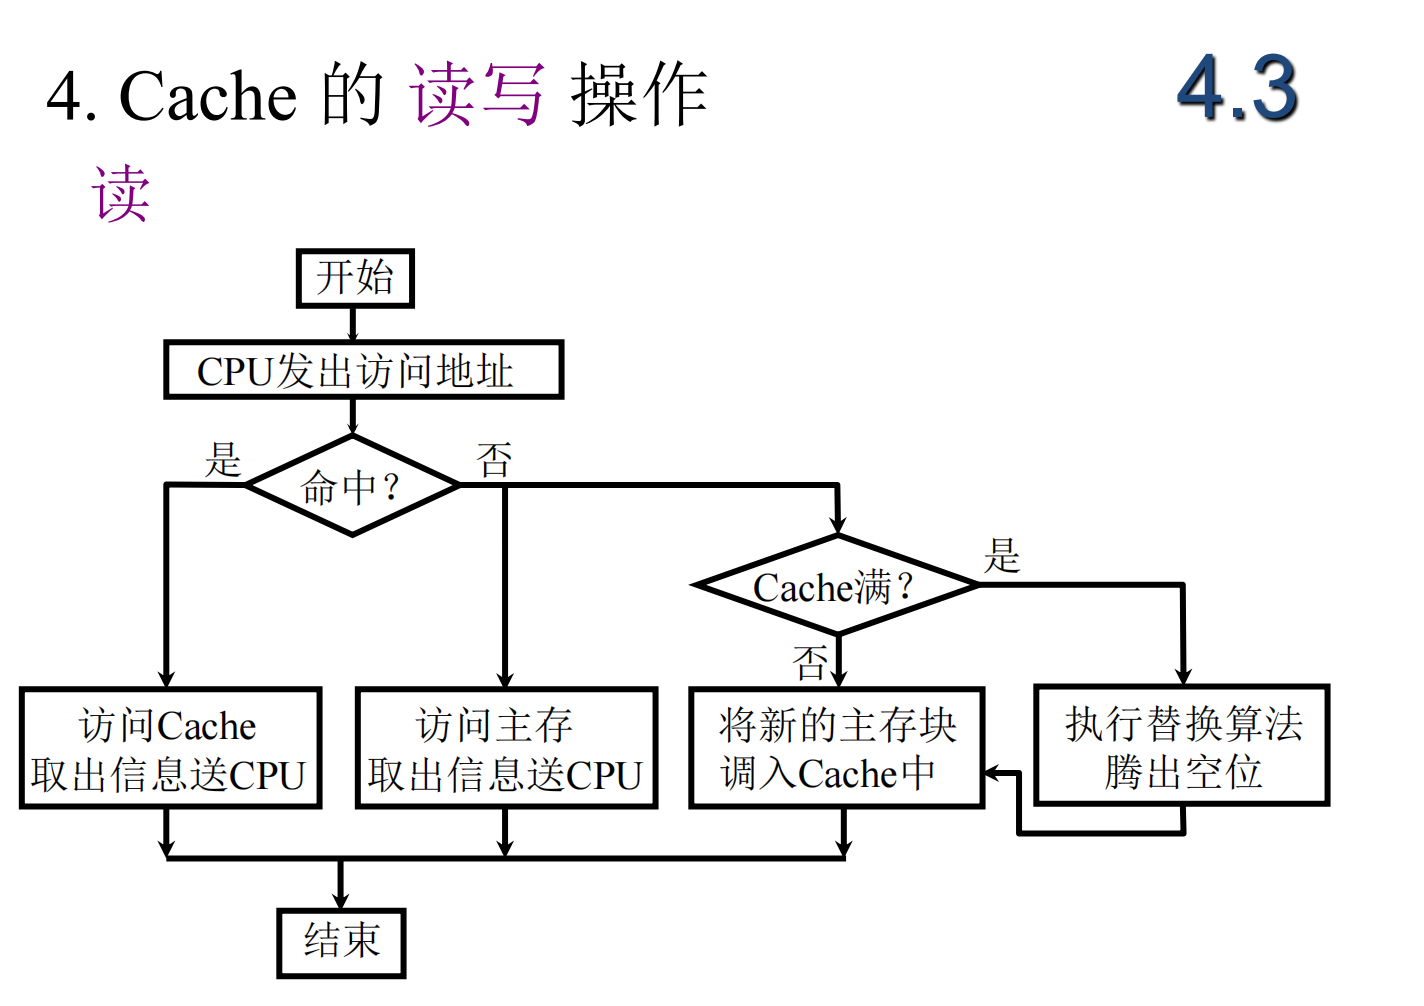 4. Cache 的 读写 操作
4.3
读
开始
CPU发出访问地址
是
命中?
否
Cache满?
是
否
访问Cache
取出信息送CPU
访问主存
取出信息送CPU
将新的主存块
调入Cache中
执行替换算法
腾出空位
结束